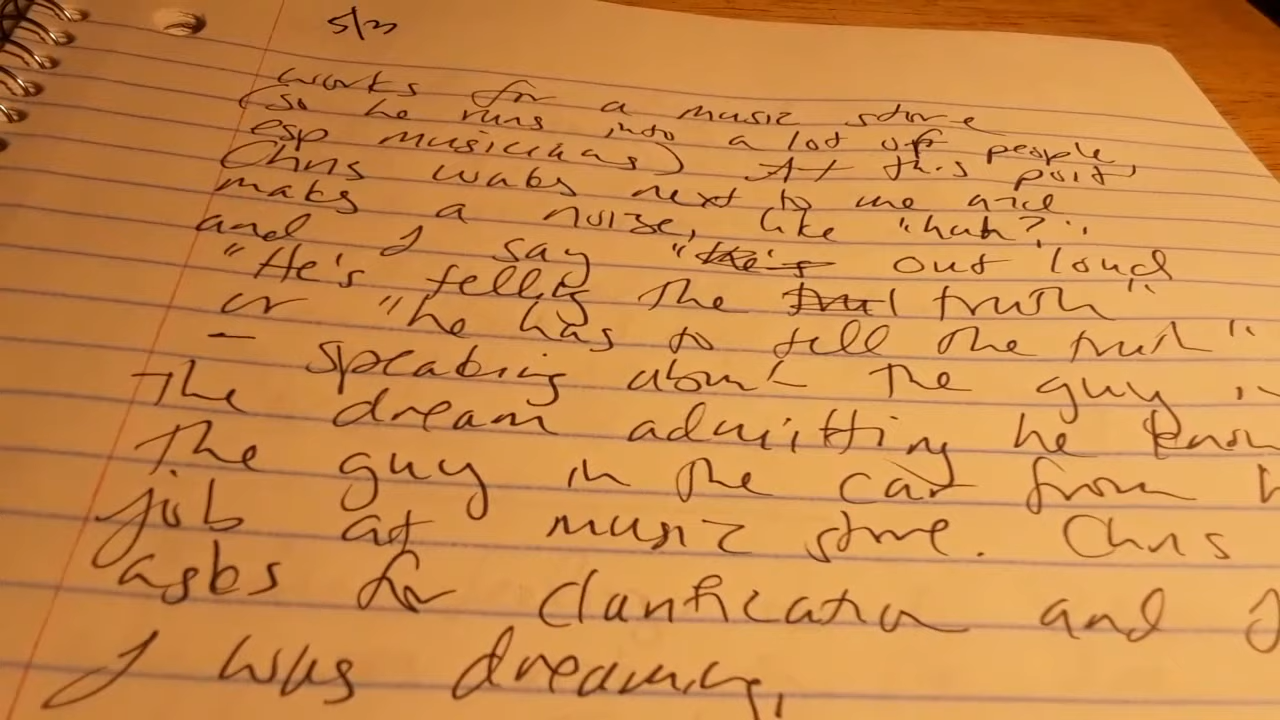 5/23
works for a music store
(so he runs into a lot of people,
esp musicians) At this point
Chris wakes next to me and
makes a noise, like "huh?"
and I say "He's out loud
"He's telling the truth"
or "he has to tell the truth"
— speaking about the guy in
the dream admitting he
the guy in the car from
job at music store. Chris
asks for clarification and I
I was dreaming,